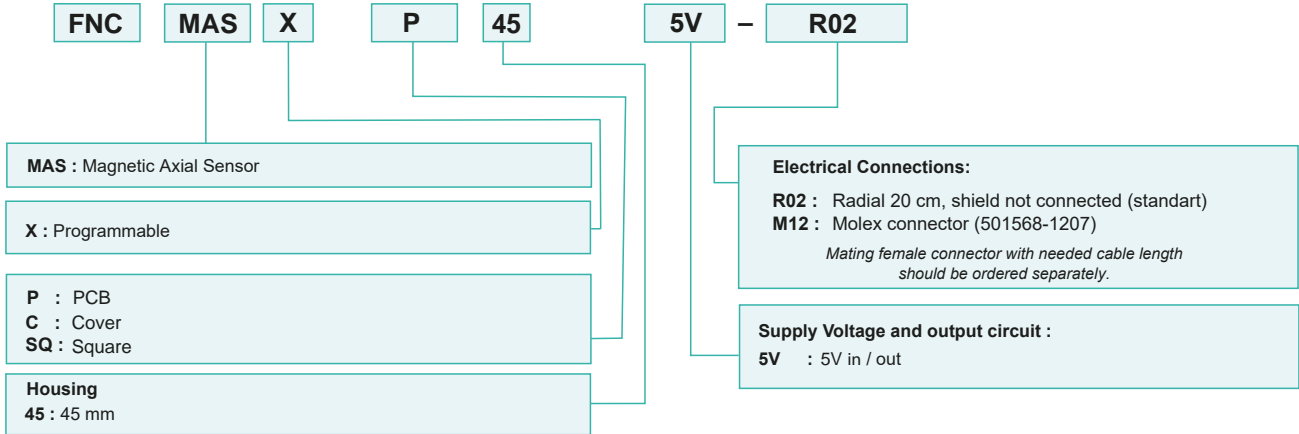 FNC MAS X P 45 5V – R02
MAS : Magnetic Axial Sensor
X : Programmable
P : PCB
C : Cover
SQ : Square
Housing
45 : 45 mm
Electrical Connections:
R02 : Radial 20 cm, shield not connected (standart)
M12 : Molex connector (501568-1207)
Mating female connector with needed cable length
should be ordered separately.
Supply Voltage and output circuit :
5V : 5V in / out